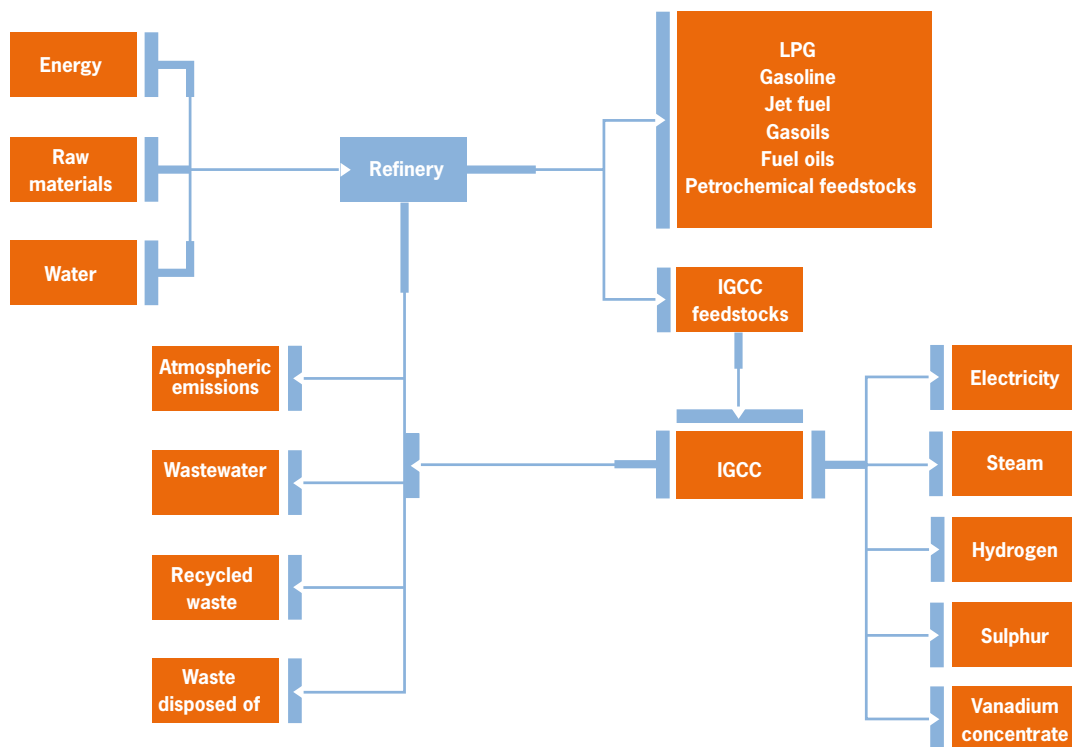 Energy
Raw
materials
Water
Refinery
LPG
Gasoline
Jet fuel
Gasoils
Fuel oils
Petrochemical feedstocks
IGCC
feedstocks
Atmospheric
emissions
Wastewater
Recycled
waste
Waste
disposed of
IGCC
Electricity
Steam
Hydrogen
Sulphur
Vanadium
concentrate